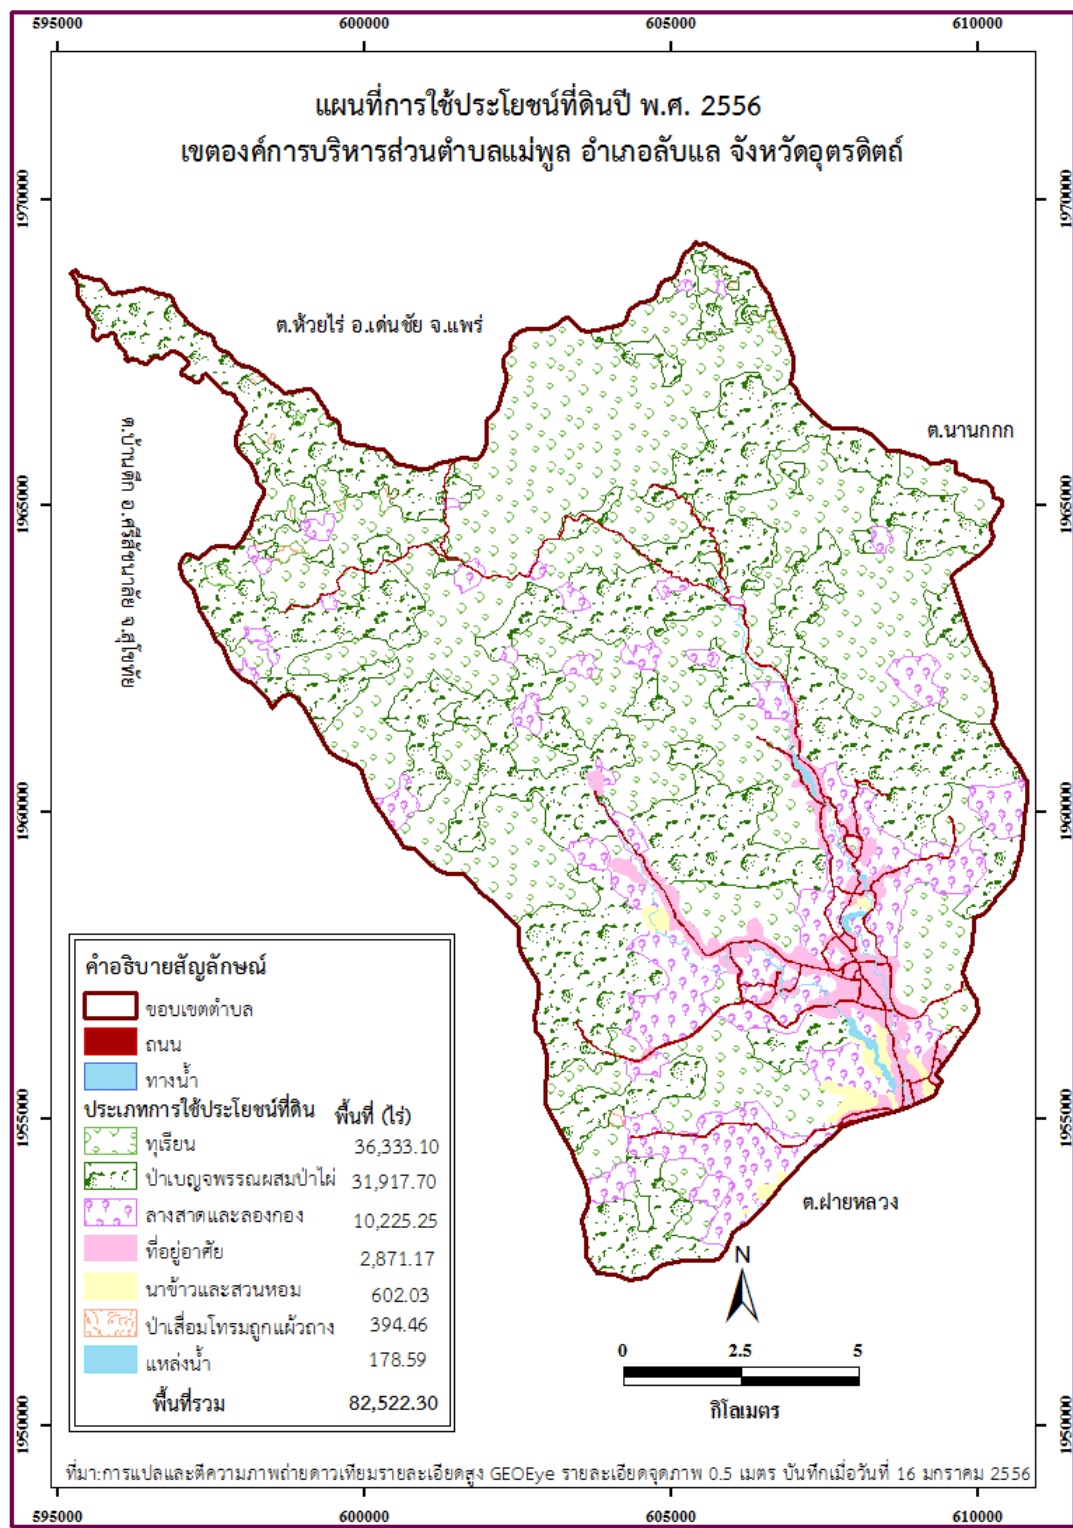 595000 600000 605000 610000
แผนที่การใช้ประโยชน์ที่ดินปี พ.ศ. 2556
เขตองค์การบริหารส่วนตำบลแม่พูล อำเภอลับแล จังหวัดอุตรดิตถ์
1970000 1970000
ต.ห้วยไร่ อ.เด่นชัย จ.แพร่
ต.นานกกก
ต.บ้านตึก อ.ศรีสัชนาลัย จ.สุโขทัย
1965000 1965000
1960000 1960000
คำอธิบายสัญลักษณ์
ขอบเขตตำบล
ถนน
ทางน้ำ
ประเภทการใช้ประโยชน์ที่ดิน พื้นที่ (ไร่)
1955000 1955000
ทุเรียน 36,333.10
ป่าเบญจพรรณผสมป่าไผ่ 31,917.70
ลางสาดและลองกอง 10,225.25
ต.ฝายหลวง
ที่อยู่อาศัย 2,871.17
N
นาข้าวและสวนหอม 602.03
ป่าเสื่อมโทรมถูกแผ้วถาง 394.46
แหล่งน้ำ 178.59
0 2.5 5
พื้นที่รวม 82,522.30
กิโลเมตร
1950000 1950000
ที่มา:การแปลและตีความภาพถ่ายดาวเทียมรายละเอียดสูง GEOEye รายละเอียดจุดภาพ 0.5 เมตร บันทึกเมื่อวันที่ 16 มกราคม 2556
595000 600000 605000 610000